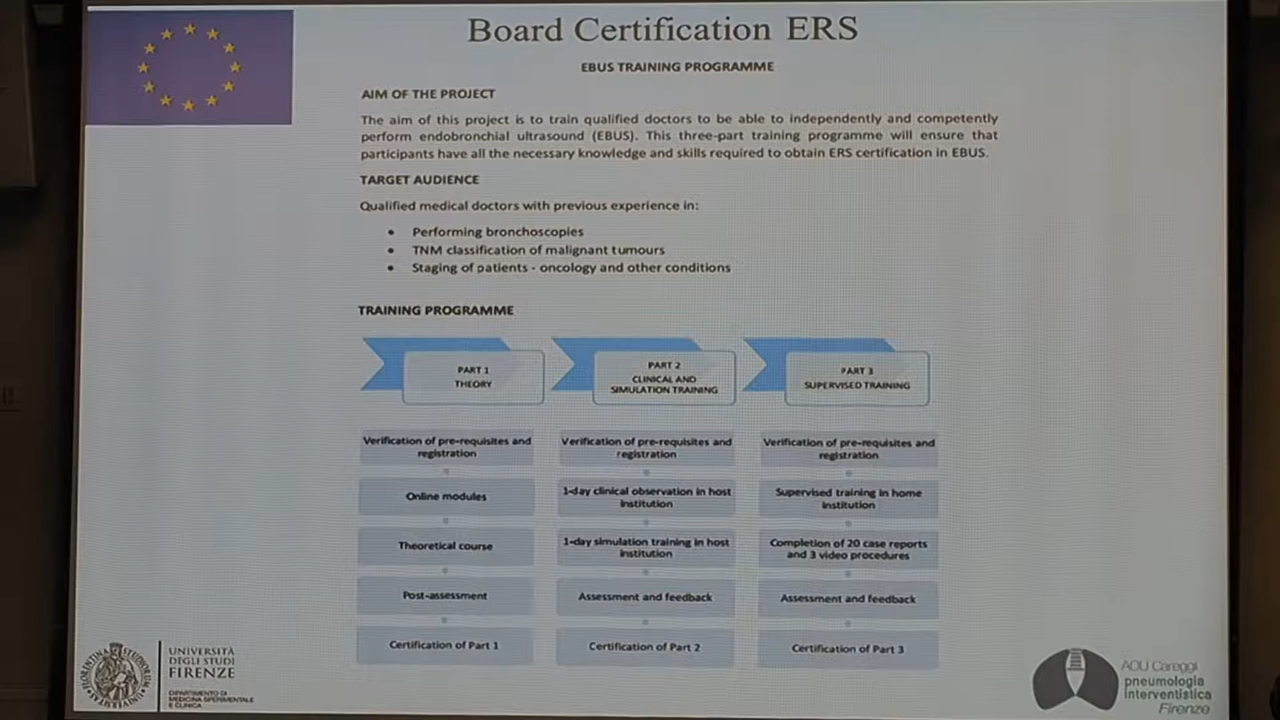 Board Certification ERS
EBUS TRAINING PROGRAMME
AIM OF THE PROJECT
The aim of this project is to train qualified doctors to be able to independently and competently
perform endobronchial ultrasound (EBUS). This three-part training programme will ensure that
participants have all the necessary knowledge and skills required to obtain ERS certification in EBUS.
TARGET AUDIENCE
Qualified medical doctors with previous experience in:
• Performing bronchoscopies
• TNM classification of malignant tumours
• Staging of patients - oncology and other conditions
TRAINING PROGRAMME
PART 1
THEORY
Verification of pre-requisites and
registration
Online modules
Theoretical course
Post-assessment
Certification of Part 1
PART 2
CLINICAL AND
SIMULATION TRAINING
Verification of pre-requisites and
registration
1-day clinical observation in host
institution
1-day simulation training in host
institution
Assessment and feedback
Certification of Part 2
PART 3
SUPERVISED TRAINING
Verification of pre-requisites and
registration
Supervised training in home
institution
Completion of 20 case reports
and 3 video procedures
Assessment and feedback
Certification of Part 3
UNIVERSITÀ
DEGLI STUDI
FIRENZE
DIPARTIMENTO DI
MEDICINA SPERIMENTALE
E CLINICA
AOU Careggi
pneumologia
interventistica
Firenze